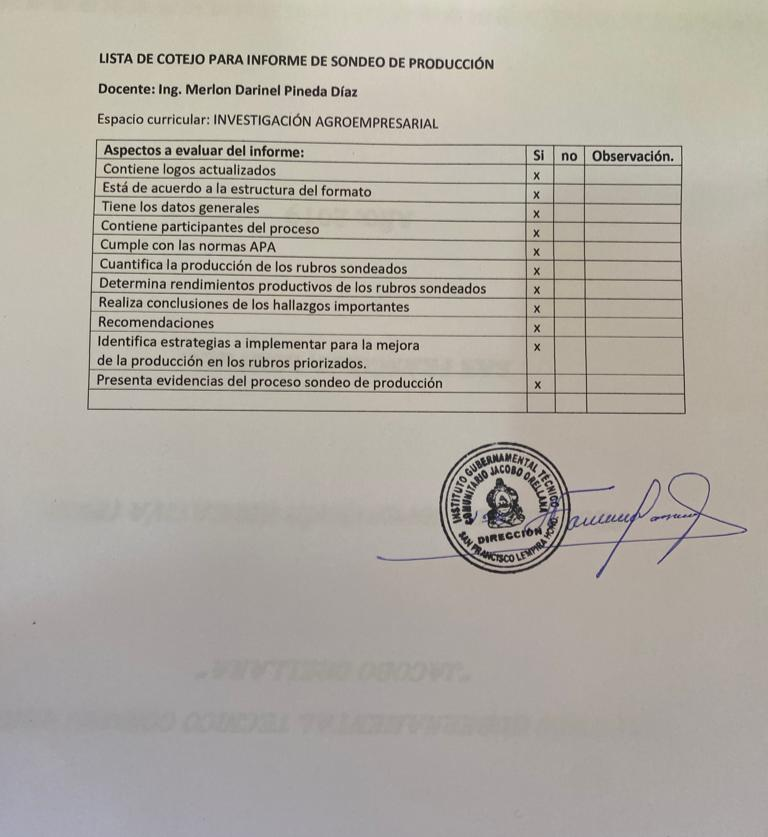 LISTA DE COTEJO PARA INFORME DE SONDEO DE PRODUCCIÓN
Docente: Ing. Merlon Darinel Pineda Díaz
Espacio curricular: INVESTIGACIÓN AGROEMPRESARIAL
Aspectos a evaluar del informe: Si no Observación.
Contiene logos actualizados x
Está de acuerdo a la estructura del formato x
Tiene los datos generales x
Contiene participantes del proceso x
Cumple con las normas APA x
Cuantifica la producción de los rubros sondeados x
Determina rendimientos productivos de los rubros sondeados x
Realiza conclusiones de los hallazgos importantes x
Recomendaciones x
Identifica estrategias a implementar para la mejora x
de la producción en los rubros priorizados.
Presenta evidencias del proceso sondeo de producción x
INSTITUTO GUBERNAMENTAL TÉCNICO
COMUNITARIO JACOBO ORELLANA
DIRECCIÓN
SAN FRANCISCO LEMPIRA HOND.